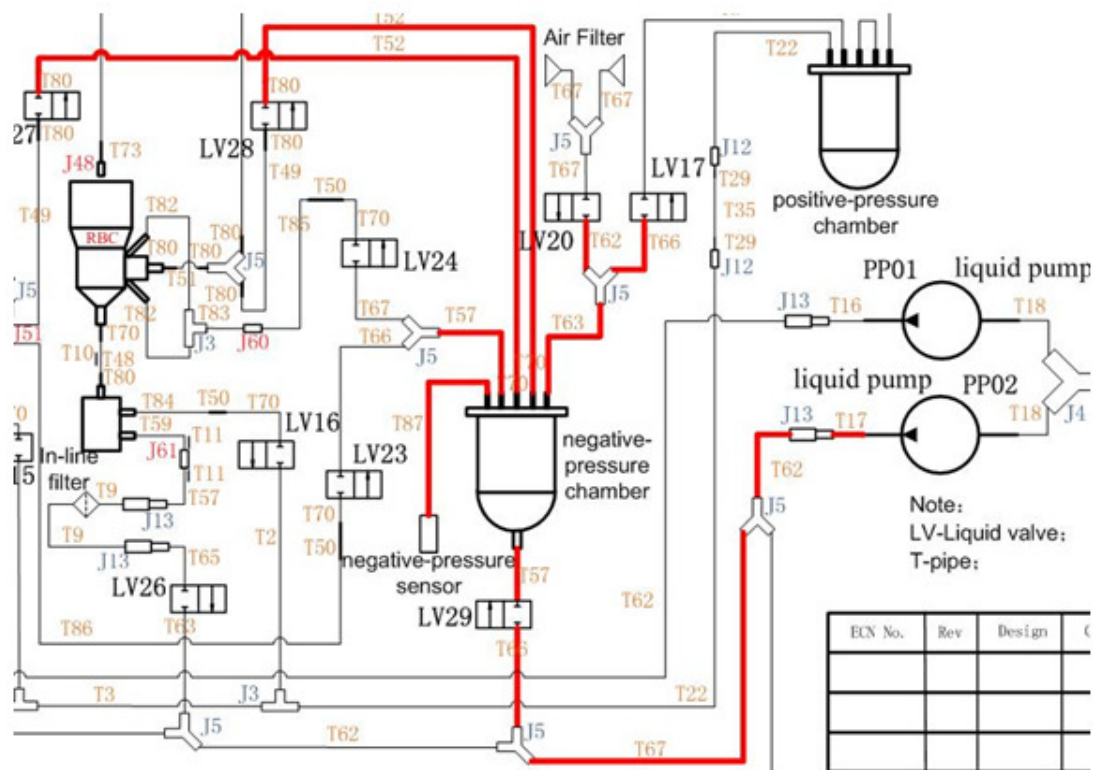 T52
T52
Air Filter
T22
T80
T80
T67
T67
27
T80
T80
J5
J12
LV28
LV17
J48
T73
T49
T67
T29
positive-pressure
chamber
T50
T49
T82
T85
T70
T35
RBC
T80
T80
T80
LV20
T62
T66
T29
J5
T51
J5
LV24
J12
PP01
liquid pump
T80
J5
T82
T83
T67
T57
T63
J13
T16
T18
J51
T70
T66
T10
J3
J60
J5
T70
T48
T80
T70
liquid pump
PP02
T84
T50
T70
T87
J13
T17
T18
J4
T59
T11
LV16
negative-
pressure
chamber
J61
LV23
T62
In-line
filter
T11
T9
T57
J5
Note:
LV-Liquid valve;
T-pipe;
J13
T70
T9
T2
T50
negative-pressure
sensor
J13
T65
T57
LV26
LV29
T62
T63
T86
T66
ECN No.
Rev
Design
T3
J3
T22
J5
T62
J5
T67